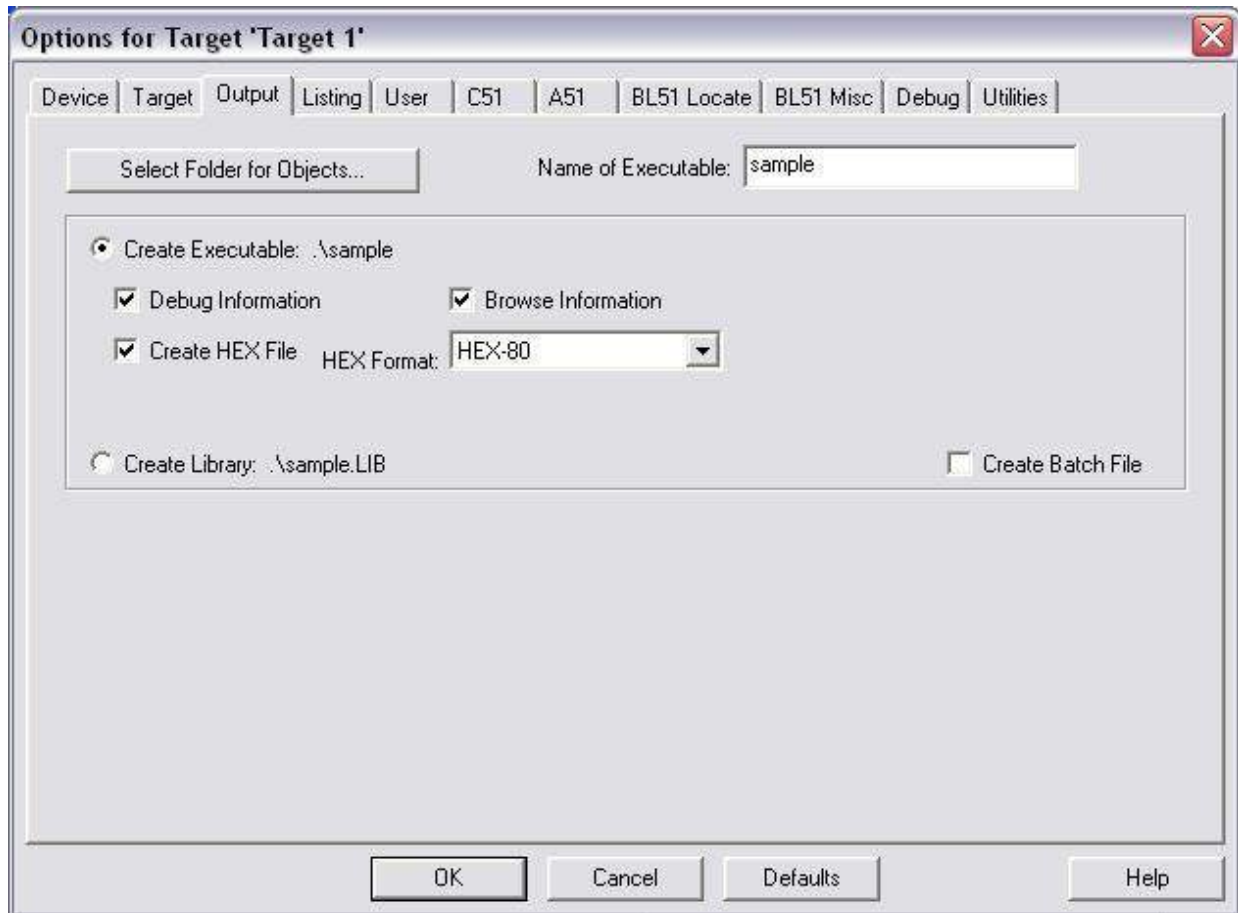 Options for Target 'Target 1'
Device Target Output Listing User C51 A51 BL51 Locate BL51 Misc Debug Utilities
Select Folder for Objects... Name of Executable: sample
Create Executable: .\sample
Debug Information Browse Information
Create HEX File HEX Format: HEX-80
Create Library: .\sample.LIB Create Batch File
OK Cancel Defaults Help